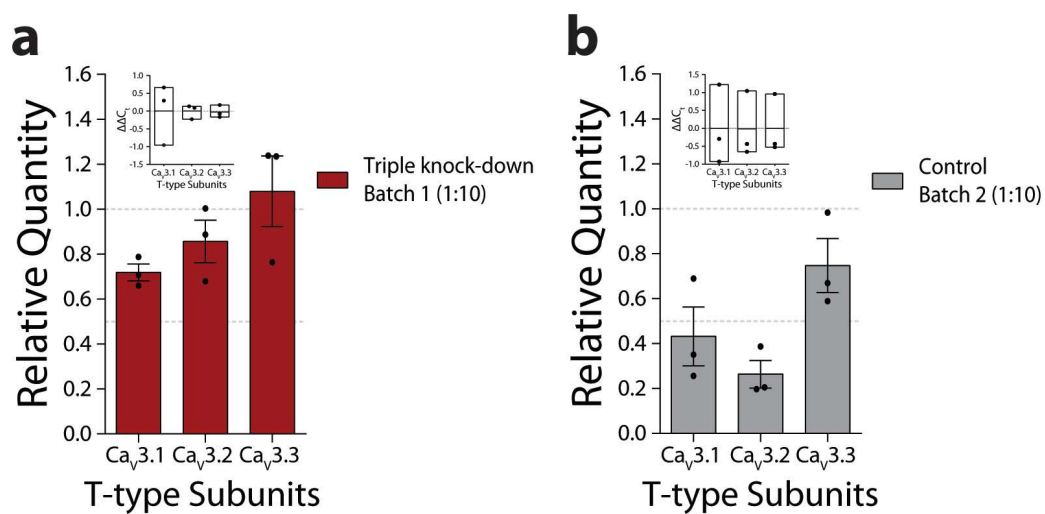 a
Relative Quantity
1.6
1.4
1.2
1.0
0.8
0.6
0.4
0.2
0.0
CaV3.1 CaV3.2 CaV3.3
T-type Subunits
ΔΔCt
1.0
0.5
0.0
-0.5
-1.0
CaV3.1 CaV3.2 CaV3.3
T-type Subunits
Triple knock-down
Batch 1 (1:10)
b
Relative Quantity
1.6
1.4
1.2
1.0
0.8
0.6
0.4
0.2
0.0
CaV3.1 CaV3.2 CaV3.3
T-type Subunits
ΔΔCt
1.5
1.0
0.5
0.0
-0.5
-1.0
CaV3.1 CaV3.2 CaV3.3
T-type Subunits
Control
Batch 2 (1:10)